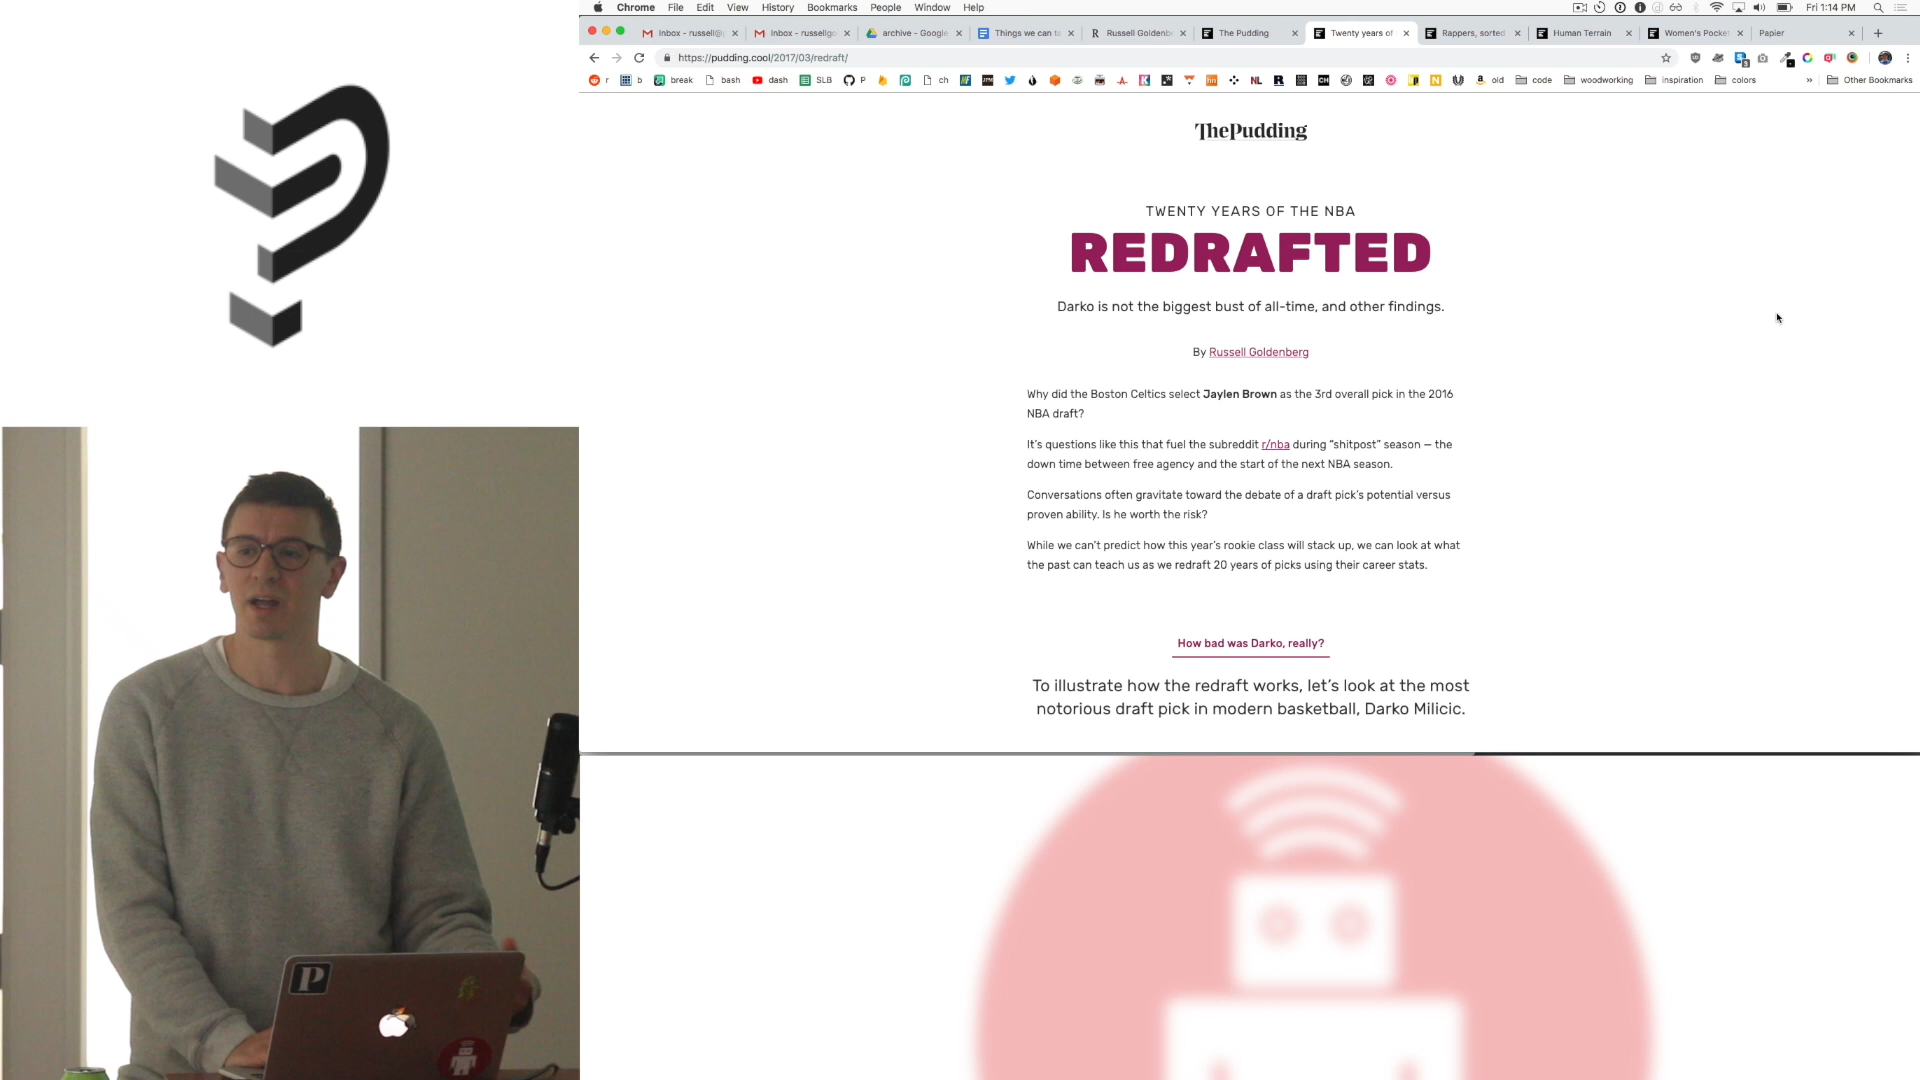 Chrome File Edit View History Bookmarks People Window Help
Fri 1:14 PM
Inbox - russell@
Inbox - russellgo
archive - Google
Things we can ta
Russell Goldenb
The Pudding
Twenty years of
Rappers, sorted
Human Terrain
Women's Pocket
Papier
https://pudding.cool/2017/03/redraft/
r b break bash dash SLB P ch NL R CH oid code woodworking inspiration colors » Other Bookmarks
The Pudding
TWENTY YEARS OF THE NBA
REDRAFTED
Darko is not the biggest bust of all-time, and other findings.
By Russell Goldenberg
Why did the Boston Celtics select Jaylen Brown as the 3rd overall pick in the 2016
NBA draft?
It's questions like this that fuel the subreddit r/nba during “shitpost” season — the
down time between free agency and the start of the next NBA season.
Conversations often gravitate toward the debate of a draft pick's potential versus
proven ability. Is he worth the risk?
While we can't predict how this year's rookie class will stack up, we can look at what
the past can teach us as we redraft 20 years of picks using their career stats.
How bad was Darko, really?
To illustrate how the redraft works, let's look at the most
notorious draft pick in modern basketball, Darko Milicic.
P